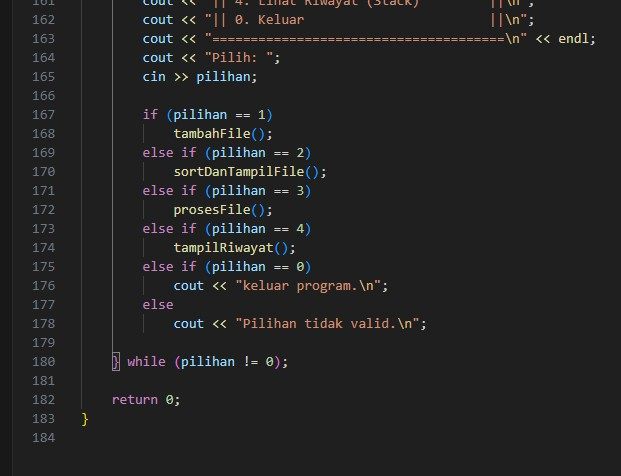 161 cout << "|| 4. Lihat Riwayat (Stack) ||\n";
162 cout << "|| 0. Keluar ||\n";
163 cout << "======================================\n" << endl;
164 cout << "Pilih: ";
165 cin >> pilihan;
166
167 if (pilihan == 1)
168 tambahFile();
169 else if (pilihan == 2)
170 sortDanTampilFile();
171 else if (pilihan == 3)
172 prosesFile();
173 else if (pilihan == 4)
174 tampilRiwayat();
175 else if (pilihan == 0)
176 cout << "keluar program.\n";
177 else
178 cout << "Pilihan tidak valid.\n";
179
180 } while (pilihan != 0);
181
182 return 0;
183 }
184